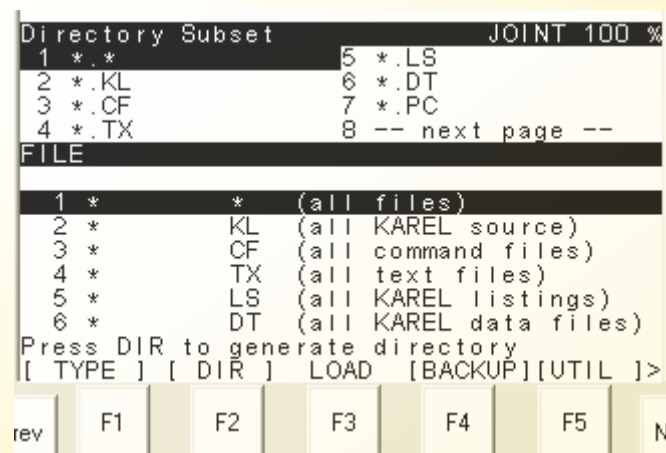 Directory Subset JOINT 100 %
1 *.* 5 *.LS
2 *.KL 6 *.DT
3 *.CF 7 *.PC
4 *.TX 8 -- next page --
FILE
1 * * (all files)
2 * KL (all KAREL source)
3 * CF (all command files)
4 * TX (all text files)
5 * LS (all KAREL listings)
6 * DT (all KAREL data files)
Press DIR to generate directory
[ TYPE ] [ DIR ] LOAD [BACKUP][UTIL ]>
rev F1 F2 F3 F4 F5 N